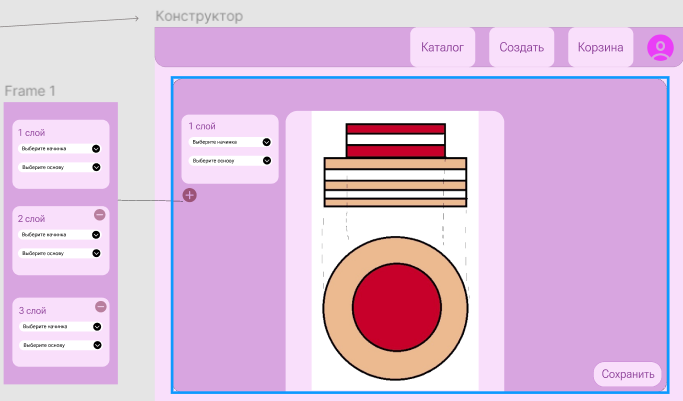 Конструктор
Каталог
Создать
Корзина
Frame 1
1 слой
Выберите начинка
Выберите основу
2 слой
Выберите начинка
Выберите основу
3 слой
Выберите начинка
Выберите основу
1 слой
Выберите начинка
Выберите основу
Сохранить